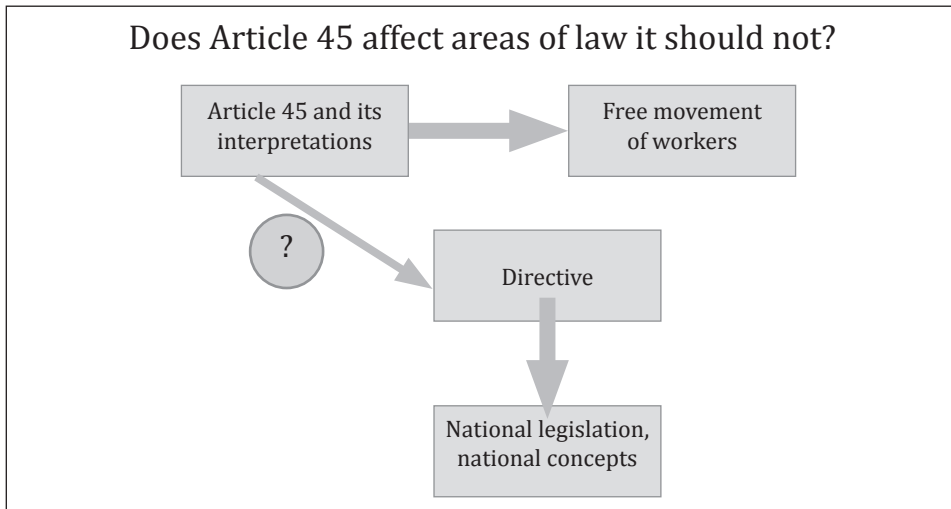 Does Article 45 affect areas of law it should not?
Article 45 and its
interpretations
Free movement
of workers
?
Directive
National legislation,
national concepts